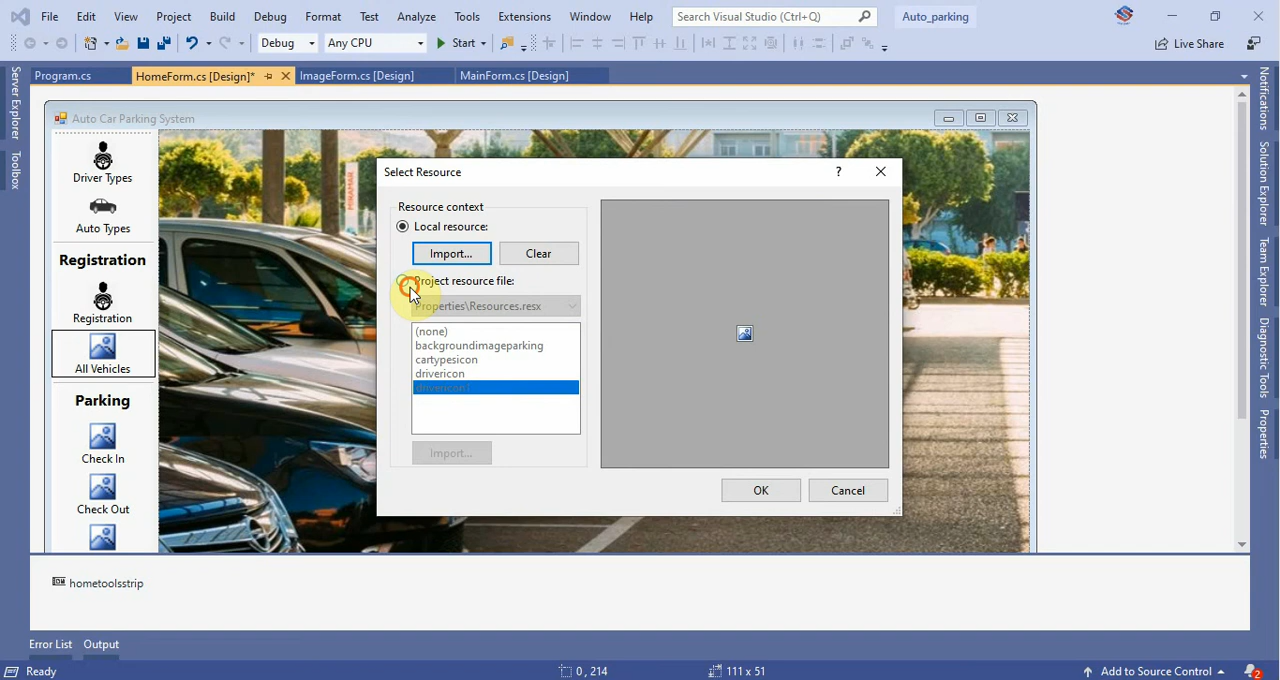 File Edit View Project Build Debug Format Test Analyze Tools Extensions Window Help Search Visual Studio (Ctrl+Q) Auto_parking
Debug Any CPU Start Live Share
Program.cs HomeForm.cs [Design]* ImageForm.cs [Design] MainForm.cs [Design]
Server Explorer
Toolbox
Auto Car Parking System
Driver Types
Auto Types
Registration
Registration
All Vehicles
Parking
Check In
Check Out
MIRAMAR
Select Resource
?
Resource context
Local resource:
Import... Clear
Project resource file:
Properties\Resources.resx
(none)
backgroundimageparking
cartypesicon
drivericon
drivericon1
Import...
OK Cancel
Notifications
Solution Explorer
Team Explorer
Diagnostic Tools
Properties
hometoolsstrip
Error List Output
Ready 0 , 214 111 x 51 Add to Source Control 2